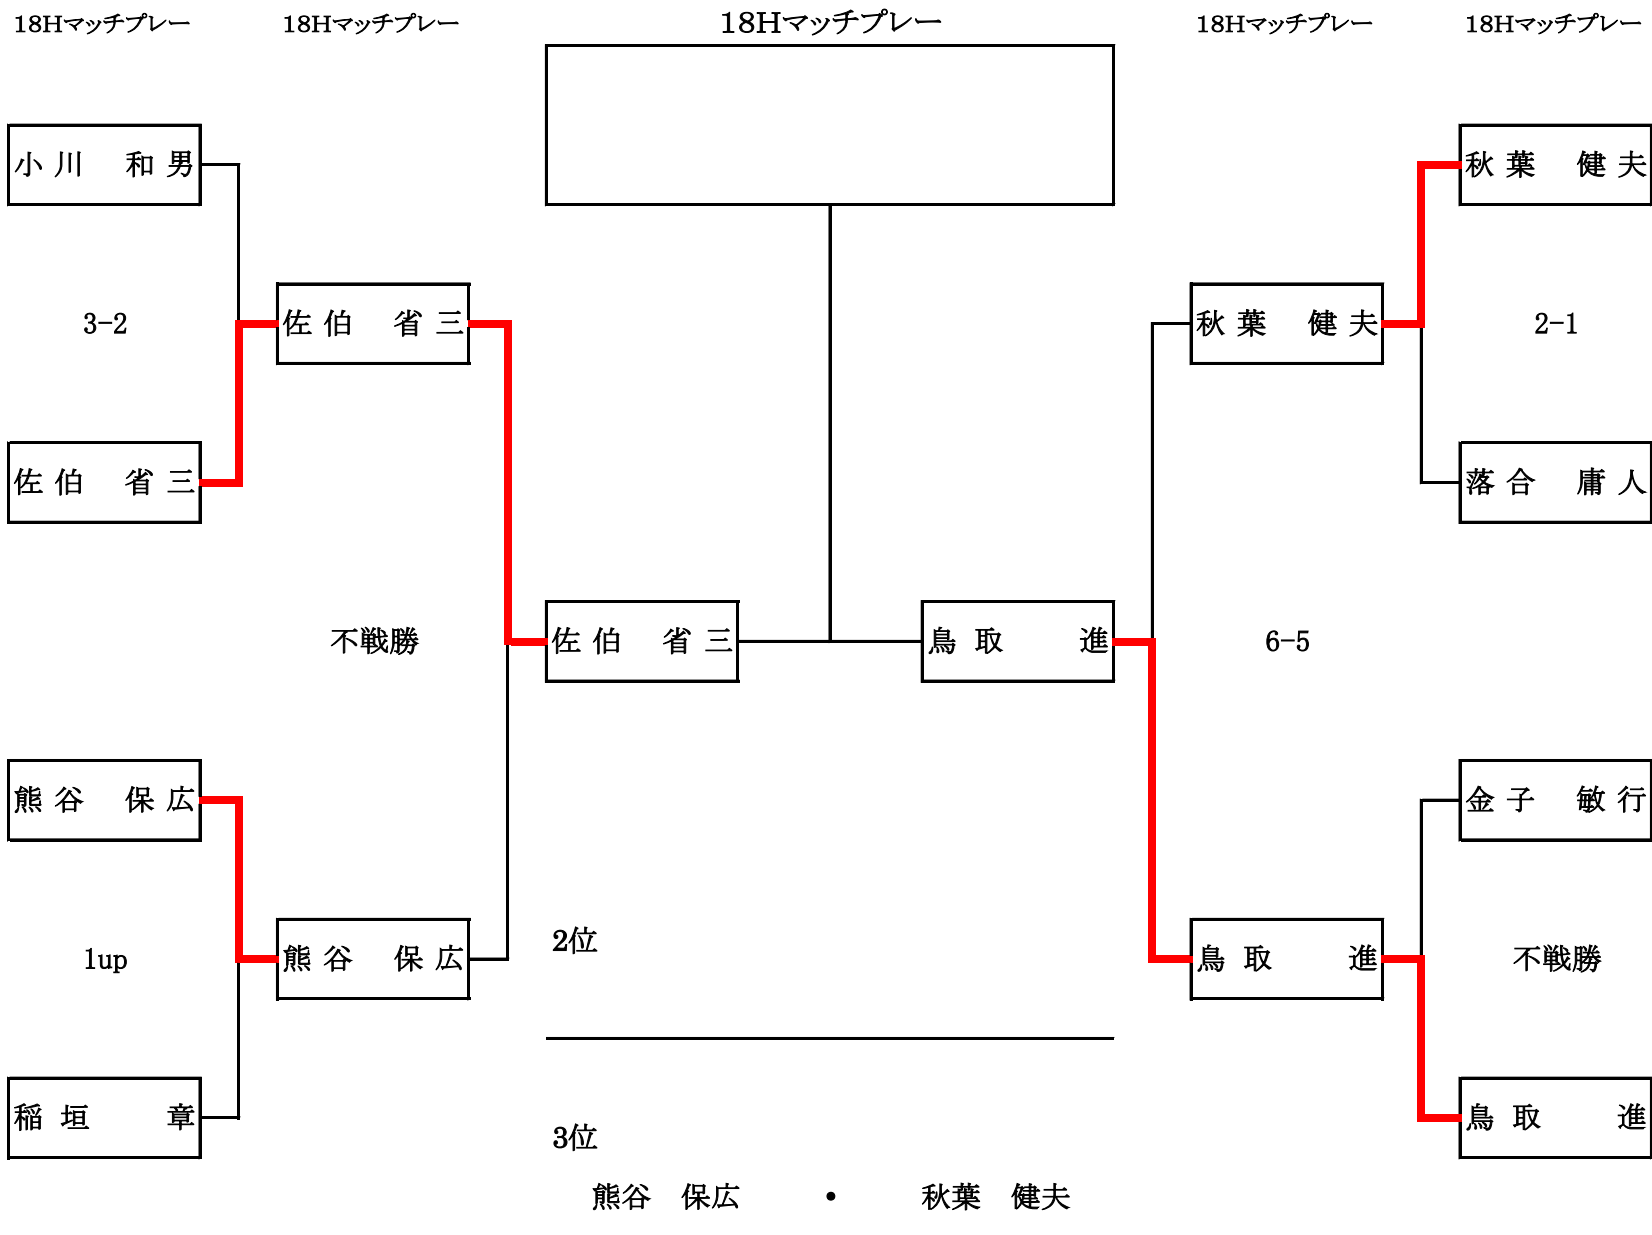 18Hマッチプレー 18Hマッチプレー 18Hマッチプレー 18Hマッチプレー 18Hマッチプレー
小川 和男 秋葉 健夫
3-2 佐伯 省三 秋葉 健夫 2-1
佐伯 省三 落合 庸人
不戦勝 佐伯 省三 鳥取 進 6-5
熊谷 保広 金子 敏行
1up 熊谷 保広 2位 鳥取 進 不戦勝
稲垣 章 3位 鳥取 進
熊谷 保広 ・ 秋葉 健夫